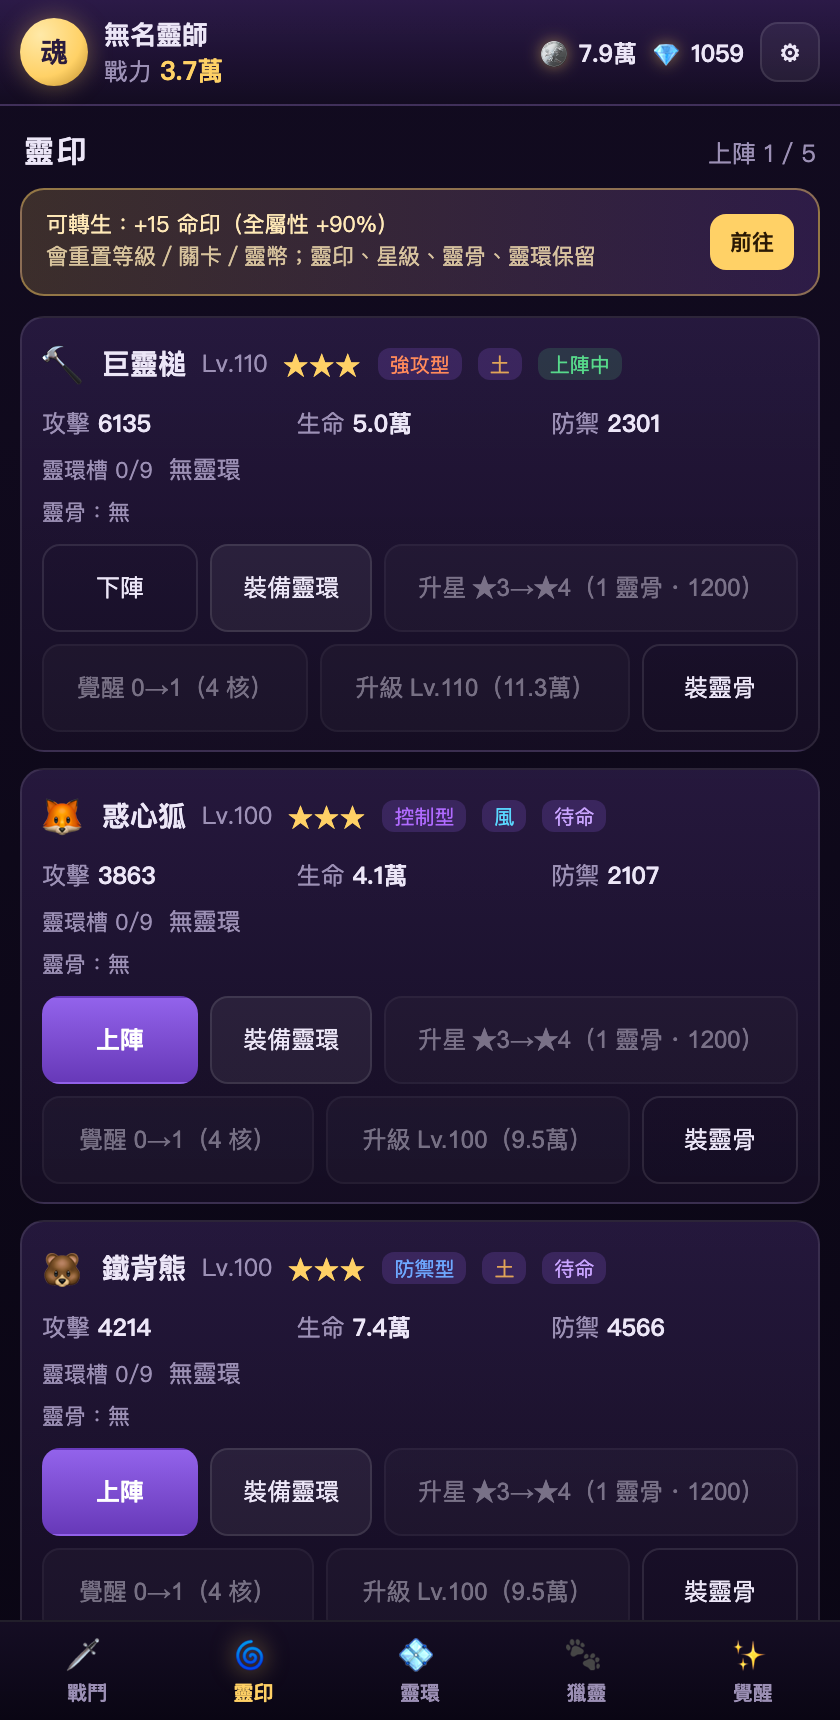 魂
無名靈師
戰力 3.7萬
7.9萬 1059
靈印
上陣 1 / 5
可轉生：+15 命印（全屬性 +90%）
會重置等級 / 關卡 / 靈幣；靈印、星級、靈骨、靈環保留
前往
巨靈槌 Lv.110 ★★★ 強攻型 土 上陣中
攻擊 6135 生命 5.0萬 防禦 2301
靈環槽 0/9 無靈環
靈骨：無
下陣 裝備靈環 升星 ★3→★4（1 靈骨 · 1200）
覺醒 0→1（4 核） 升級 Lv.110（11.3萬） 裝靈骨
惑心狐 Lv.100 ★★★ 控制型 風 待命
攻擊 3863 生命 4.1萬 防禦 2107
靈環槽 0/9 無靈環
靈骨：無
上陣 裝備靈環 升星 ★3→★4（1 靈骨 · 1200）
覺醒 0→1（4 核） 升級 Lv.100（9.5萬） 裝靈骨
鐵背熊 Lv.100 ★★★ 防禦型 土 待命
攻擊 4214 生命 7.4萬 防禦 4566
靈環槽 0/9 無靈環
靈骨：無
上陣 裝備靈環 升星 ★3→★4（1 靈骨 · 1200）
覺醒 0→1（4 核） 升級 Lv.100（9.5萬） 裝靈骨
戰鬥 靈印 靈環 獵靈 覺醒